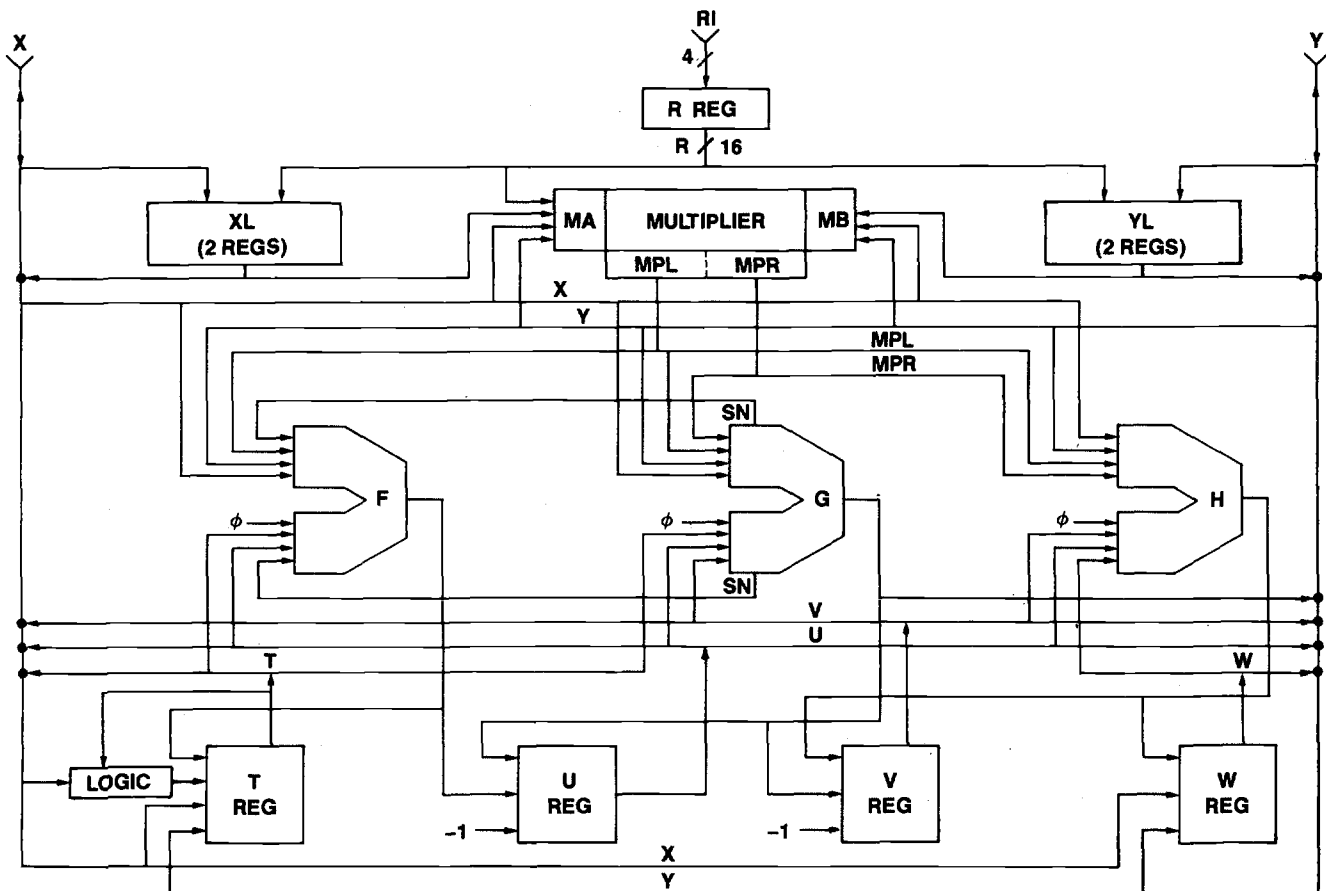 RI
X
Y
4
R REG
R 16
XL
(2 REGS)
MA
MULTIPLIER
MB
YL
(2 REGS)
MPL
MPR
X
Y
MPL
MPR
SN
F
G
H
ϕ
ϕ
ϕ
SN
V
U
T
W
LOGIC
T
REG
U
REG
V
REG
W
REG
-1
-1
X
Y